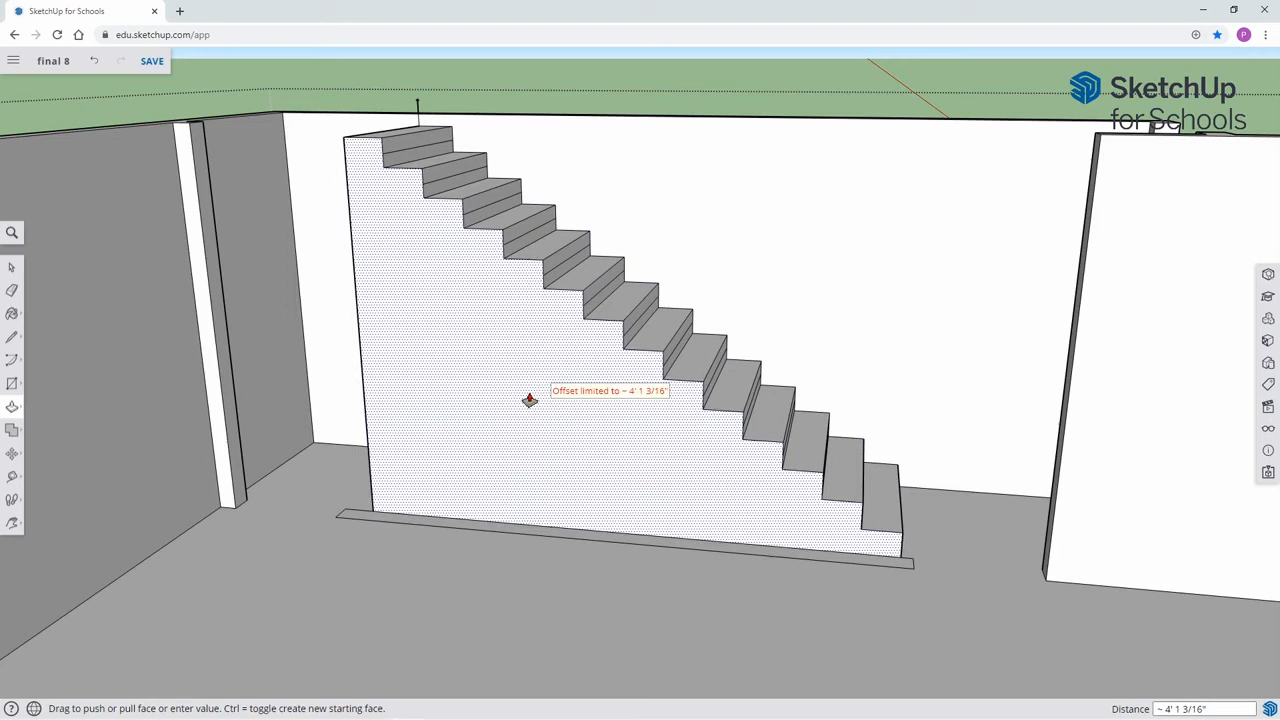 SketchUp for Schools
edu.sketchup.com/app
P
final 8
SAVE
SketchUp
for Schools
Offset limited to ~ 4' 1 3/16"
Drag to push or pull face or enter value. Ctrl = toggle create new starting face.
Distance ~ 4' 1 3/16"